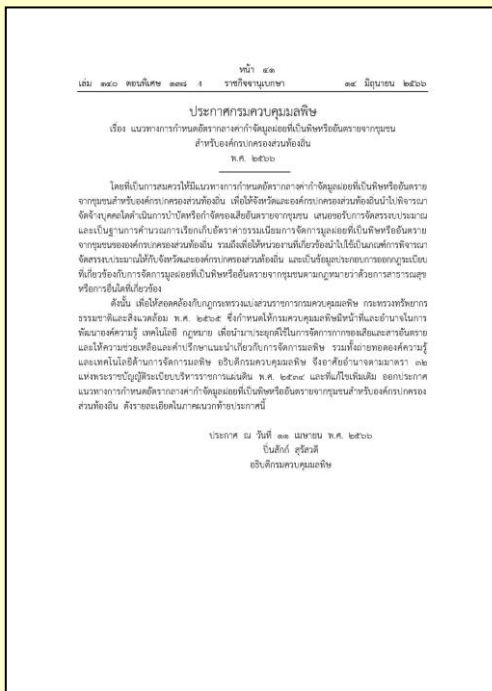 หน้า ๔๑
เล่ม ๑๔๐ ตอนพิเศษ ๑๓๘ ง ราชกิจจานุเบกษา ๑๔ มิถุนายน ๒๕๖๖
ประกาศกรมควบคุมมลพิษ
เรื่อง แนวทางการกำหนดอัตรากลางค่ากำจัดมูลฝอยที่เป็นพิษหรืออันตรายจากชุมชน
สำหรับองค์กรปกครองส่วนท้องถิ่น
พ.ศ. ๒๕๖๖
โดยที่เป็นการสมควรให้มีแนวทางการกำหนดอัตรากลางค่ากำจัดมูลฝอยที่เป็นพิษหรืออันตราย
จากชุมชนสำหรับองค์กรปกครองส่วนท้องถิ่น เพื่อให้จังหวัดและองค์กรปกครองส่วนท้องถิ่นนำไปพิจารณา
จัดจ้างบุคคลใดดำเนินการบำบัดหรือกำจัดของเสียอันตรายจากชุมชน เสนอขอรับการจัดสรรงบประมาณ
และเป็นฐานการคำนวณการเรียกเก็บอัตราค่าธรรมเนียมการจัดการมูลฝอยที่เป็นพิษหรืออันตราย
จากชุมชนขององค์กรปกครองส่วนท้องถิ่น รวมถึงเพื่อให้หน่วยงานที่เกี่ยวข้องนำไปใช้เป็นเกณฑ์การพิจารณา
จัดสรรงบประมาณให้กับจังหวัดและองค์กรปกครองส่วนท้องถิ่น และเป็นข้อมูลประกอบการออกกฎระเบียบ
ที่เกี่ยวข้องกับการจัดการมูลฝอยที่เป็นพิษหรืออันตรายจากชุมชนตามกฎหมายว่าด้วยการสาธารณสุข
หรือการอื่นใดที่เกี่ยวข้อง
ดังนั้น เพื่อให้สอดคล้องกับกฎกระทรวงแบ่งส่วนราชการกรมควบคุมมลพิษ กระทรวงทรัพยากร
ธรรมชาติและสิ่งแวดล้อม พ.ศ. ๒๕๖๕ ซึ่งกำหนดให้กรมควบคุมมลพิษมีหน้าที่และอำนาจในการ
พัฒนาองค์ความรู้ เทคโนโลยี กฎหมาย เพื่อนำมาประยุกต์ใช้ในการจัดการกากของเสียและสารอันตราย
และให้ความช่วยเหลือและคำปรึกษาแนะนำเกี่ยวกับการจัดการมลพิษ รวมทั้งถ่ายทอดองค์ความรู้
และเทคโนโลยีด้านการจัดการมลพิษ อธิบดีกรมควบคุมมลพิษ จึงอาศัยอำนาจตามมาตรา ๓๒
แห่งพระราชบัญญัติระเบียบบริหารราชการแผ่นดิน พ.ศ. ๒๕๓๔ และที่แก้ไขเพิ่มเติม ออกประกาศ
แนวทางการกำหนดอัตรากลางค่ากำจัดมูลฝอยที่เป็นพิษหรืออันตรายจากชุมชนสำหรับองค์กรปกครอง
ส่วนท้องถิ่น ดังรายละเอียดในภาคผนวกท้ายประกาศนี้
ประกาศ ณ วันที่ ๑๑ เมษายน พ.ศ. ๒๕๖๖
ปิ่นสักก์ สุรัสวดี
อธิบดีกรมควบคุมมลพิษ